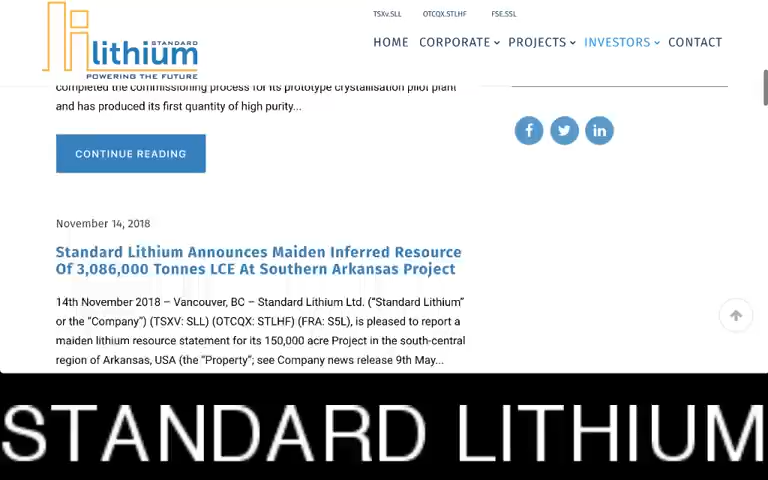 TSXv.SLL OTCQX.STLHF FSE.S5L
STANDARD
lithium
POWERING THE FUTURE
HOME CORPORATE PROJECTS INVESTORS CONTACT
completed the commissioning process for its prototype crystallisation pilot plant
and has produced its first quantity of high purity...
CONTINUE READING
November 14, 2018
Standard Lithium Announces Maiden Inferred Resource
Of 3,086,000 Tonnes LCE At Southern Arkansas Project
14th November 2018 – Vancouver, BC – Standard Lithium Ltd. (“Standard Lithium”
or the “Company”) (TSXV: SLL) (OTCQX: STLHF) (FRA: S5L), is pleased to report a
maiden lithium resource statement for its 150,000 acre Project in the south-central
region of Arkansas, USA (the “Property”; see Company news release 9th May...
STANDARD LITHIUM